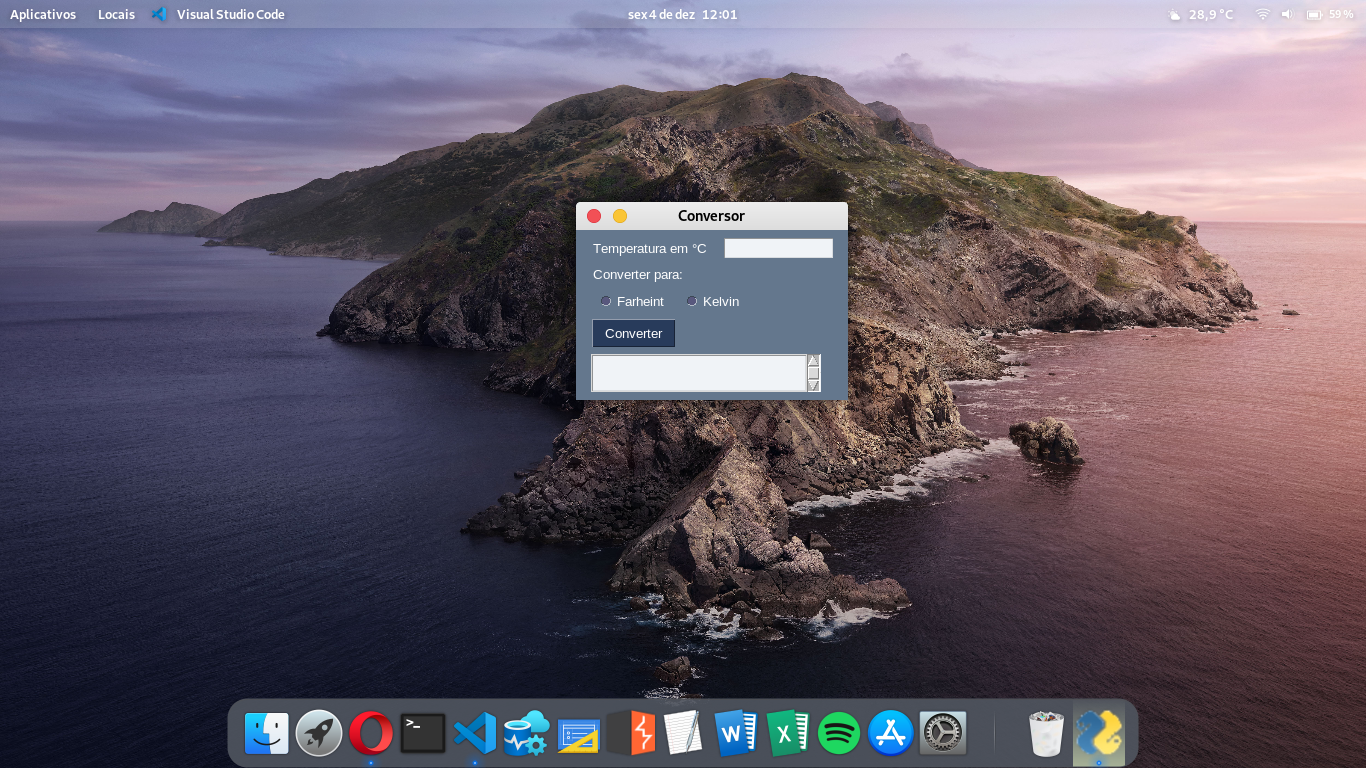 Aplicativos Locais Visual Studio Code sex 4 de dez 12:01 28,9 °C 59 %
Conversor
Temperatura em °C
Converter para:
Farheint Kelvin
Converter
>_ W X